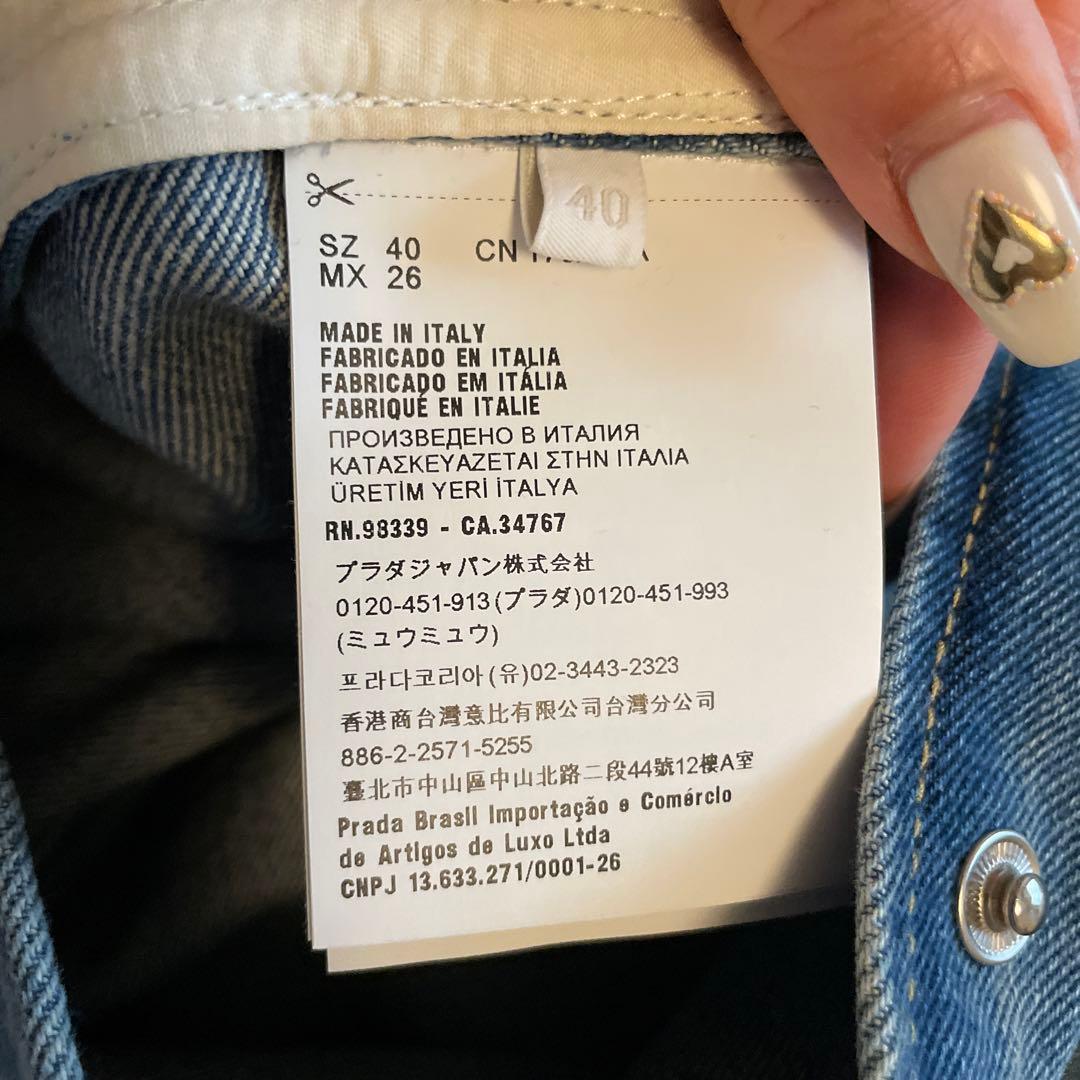 40
SZ 40 CN
MX 26
MADE IN ITALY
FABRICADO EN ITALIA
FABRICADO EM ITÁLIA
FABRIQUÉ EN ITALIE
ПРОИЗВЕДЕНО В ИТАЛИЯ
ΚΑΤΑΣΚΕΥΑΖΕΤΑΙ ΣΤΗΝ ΙΤΑΛΙΑ
ÜRETİM YERİ İTALYA
RN.98339 - CA.34767
プラダジャパン株式会社
0120-451-913(プラダ)0120-451-993
(ミュウミュウ)
프라다코리아(유)02-3443-2323
香港商台灣意比有限公司台灣分公司
886-2-2571-5255
臺北市中山區中山北路二段44號12樓A室
Prada Brasil Importação e Comércio
de Artigos de Luxo Ltda
CNPJ 13.633.271/0001-26